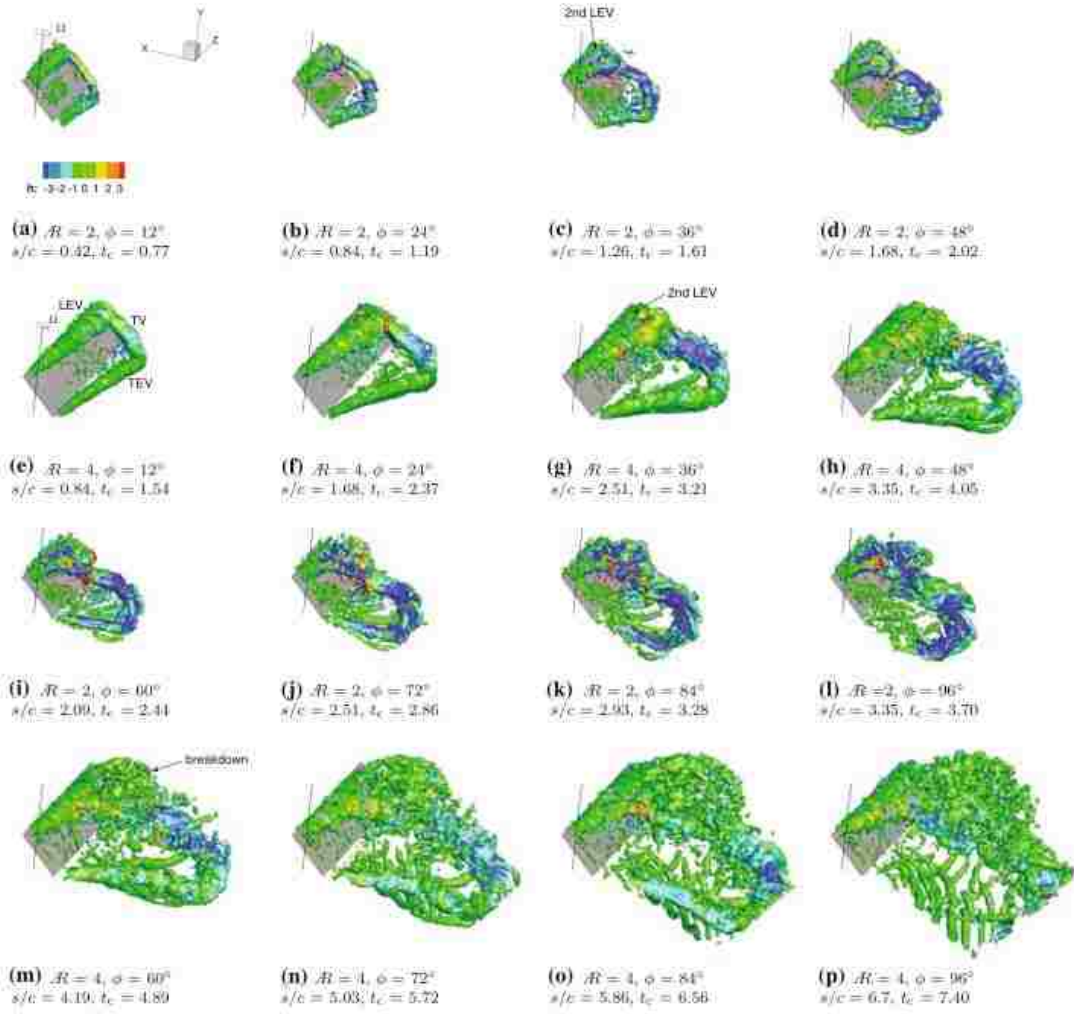 2nd LEV
Ω
Y
X
Z
h: -3 -2 -1 0 1 2 3
(a) Æ = 2, ϕ = 12°
s/c = 0.42, t_c = 0.77
(b) Æ = 2, ϕ = 24°
s/c = 0.84, t_c = 1.19
(c) Æ = 2, ϕ = 36°
s/c = 1.26, t_c = 1.61
(d) Æ = 2, ϕ = 48°
s/c = 1.68, t_c = 2.02
LEV
Ω
TV
TEV
2nd LEV
(e) Æ = 4, ϕ = 12°
s/c = 0.84, t_c = 1.54
(f) Æ = 4, ϕ = 24°
s/c = 1.68, t_c = 2.37
(g) Æ = 4, ϕ = 36°
s/c = 2.51, t_c = 3.21
(h) Æ = 4, ϕ = 48°
s/c = 3.35, t_c = 4.05
(i) Æ = 2, ϕ = 60°
s/c = 2.09, t_c = 2.44
(j) Æ = 2, ϕ = 72°
s/c = 2.51, t_c = 2.86
(k) Æ = 2, ϕ = 84°
s/c = 2.93, t_c = 3.28
(l) Æ =2, ϕ = 96°
s/c = 3.35, t_c = 3.70
breakdown
(m) Æ = 4, ϕ = 60°
s/c = 4.19, t_c = 4.89
(n) Æ = 4, ϕ = 72°
s/c = 5.03, t_c = 5.72
(o) Æ = 4, ϕ = 84°
s/c = 5.86, t_c = 6.56
(p) Æ = 4, ϕ = 96°
s/c = 6.7, t_c = 7.40